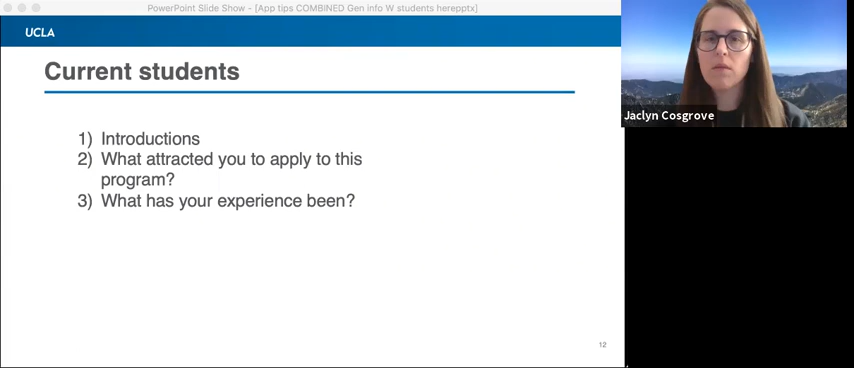 PowerPoint Slide Show - [App tips COMBINED Gen info W students herepptx]
UCLA
Current students
1) Introductions
2) What attracted you to apply to this
program?
3) What has your experience been?
12
Jaclyn Cosgrove